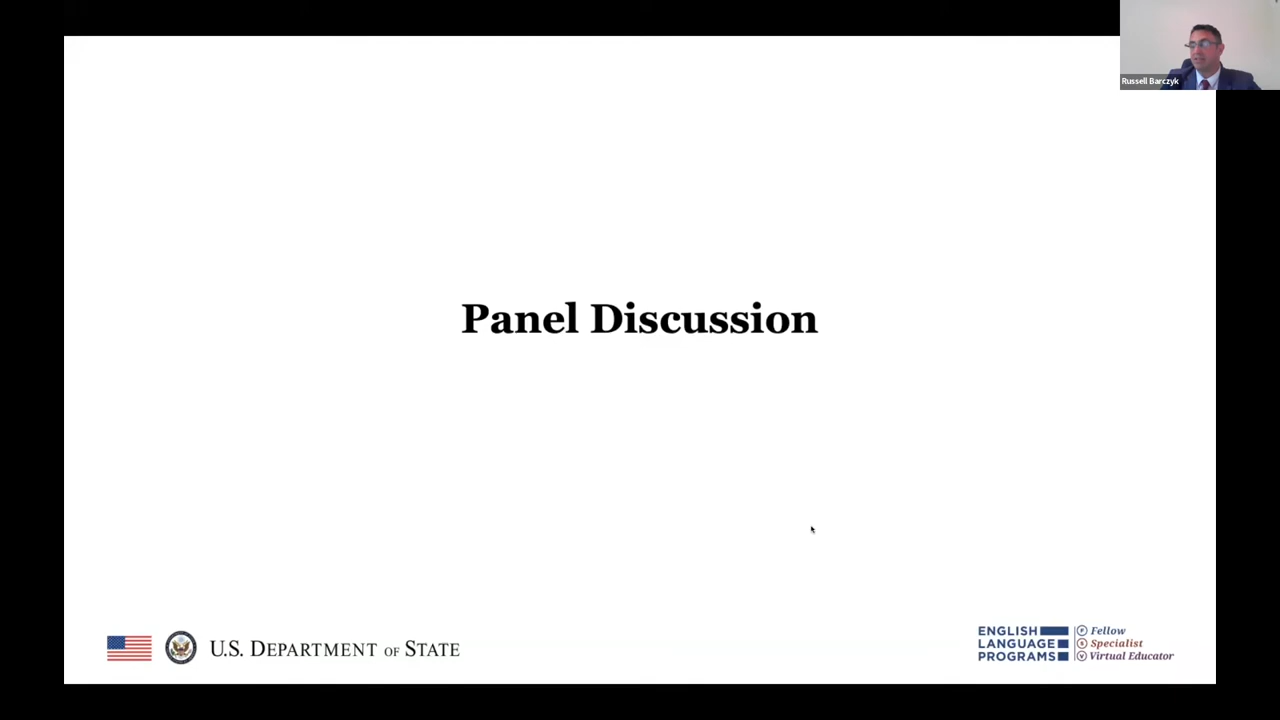 Russell Barczyk
Panel Discussion
U.S. DEPARTMENT OF STATE
ENGLISH
LANGUAGE
PROGRAMS
F Fellow
S Specialist
V Virtual Educator